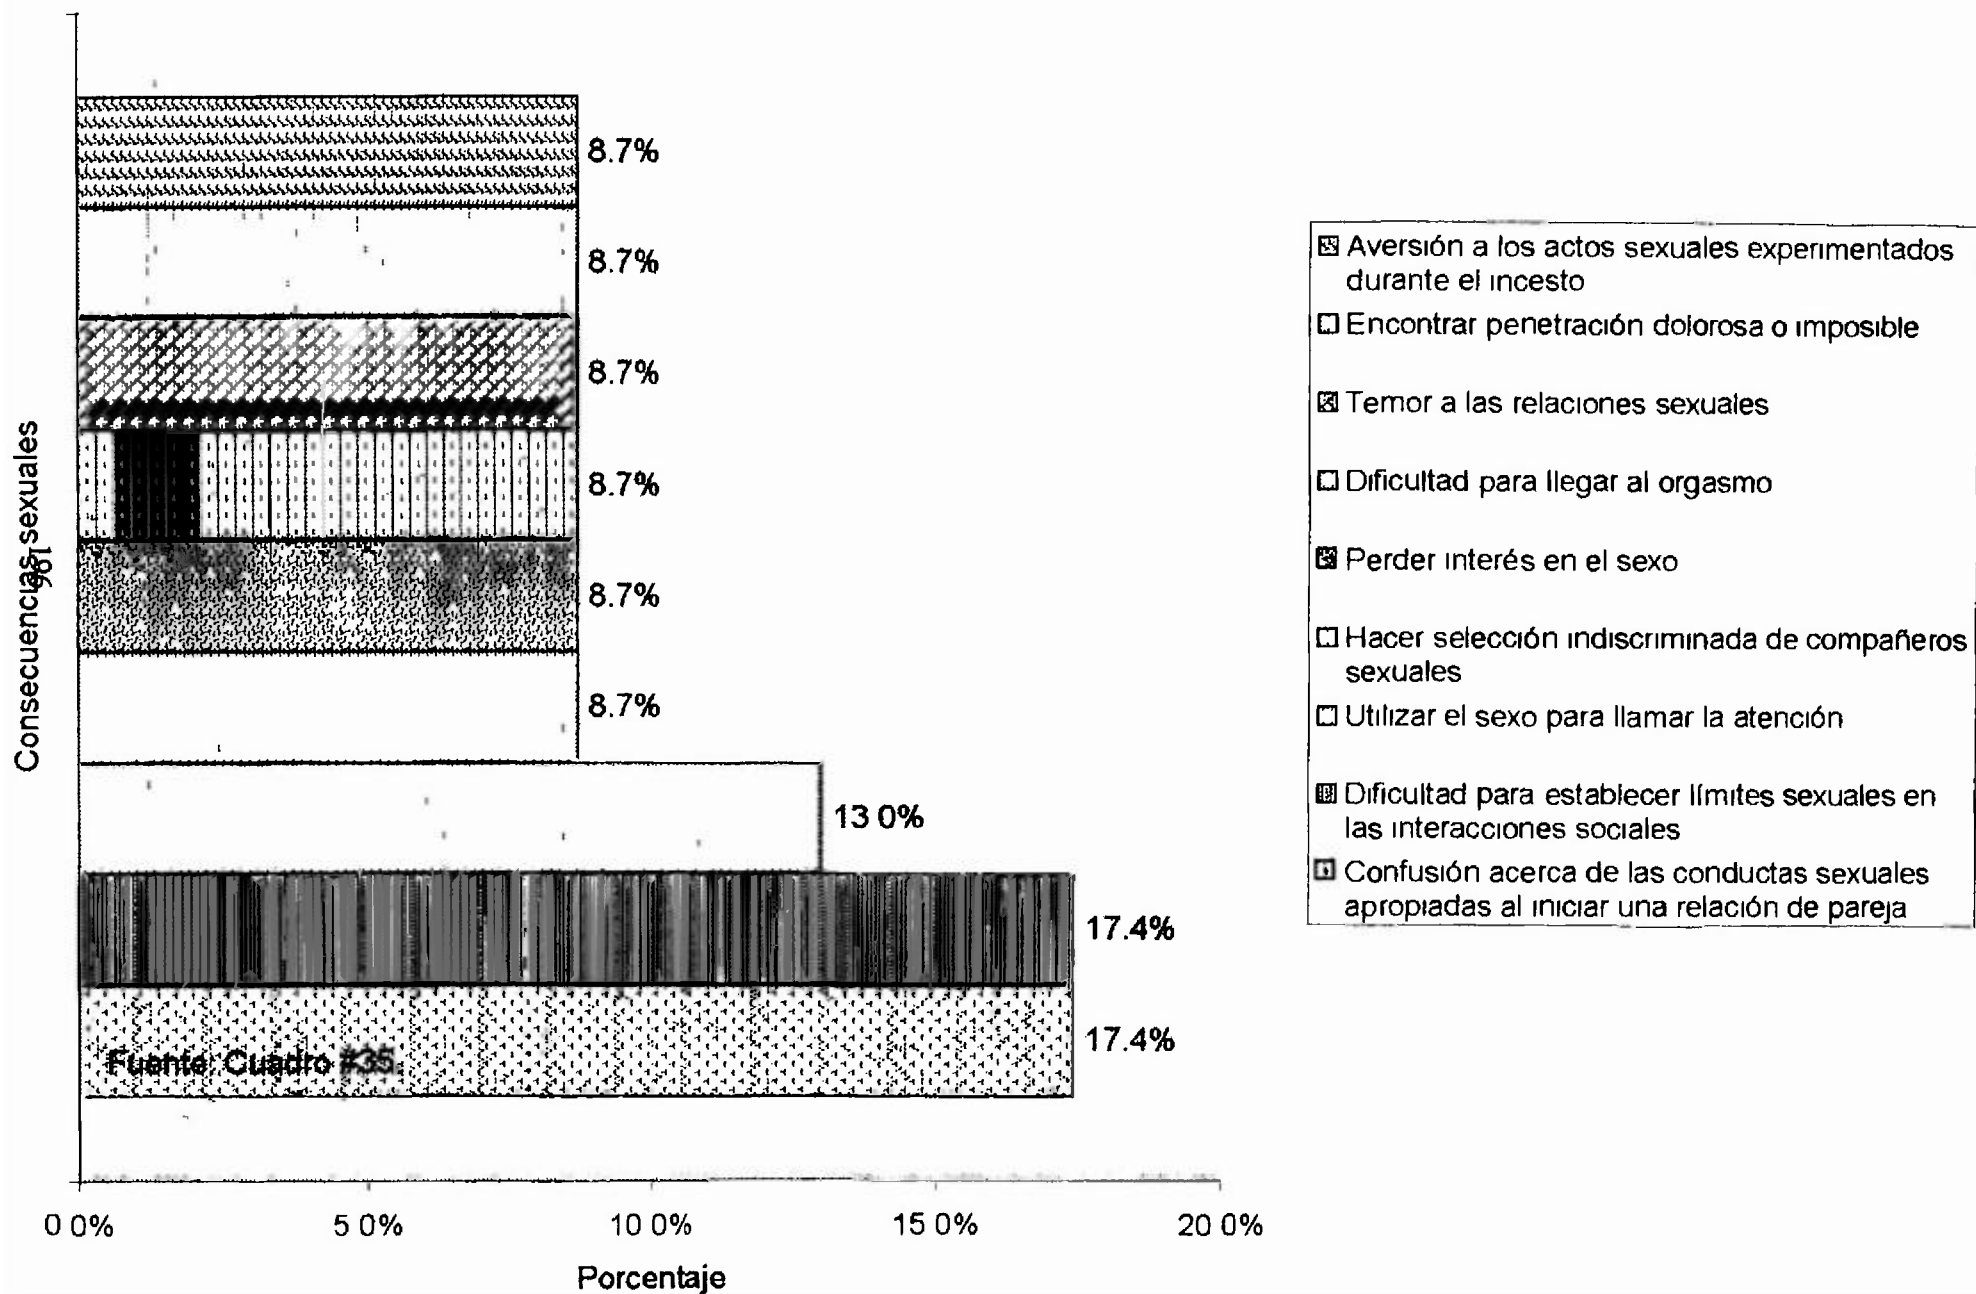 8.7%
8.7%
8.7%
8.7%
8.7%
8.7%
13 0%
17.4%
17.4%
Fuente: Cuadro #35
0 0%
5 0%
10 0%
15 0%
20 0%
Porcentaje
Consecuencias sexuales
196
Aversión a los actos sexuales experimentados
durante el incesto
Encontrar penetración dolorosa o imposible
Temor a las relaciones sexuales
Dificultad para llegar al orgasmo
Perder interés en el sexo
Hacer selección indiscriminada de compañeros
sexuales
Utilizar el sexo para llamar la atención
Dificultad para establecer límites sexuales en
las interacciones sociales
Confusión acerca de las conductas sexuales
apropiadas al iniciar una relación de pareja